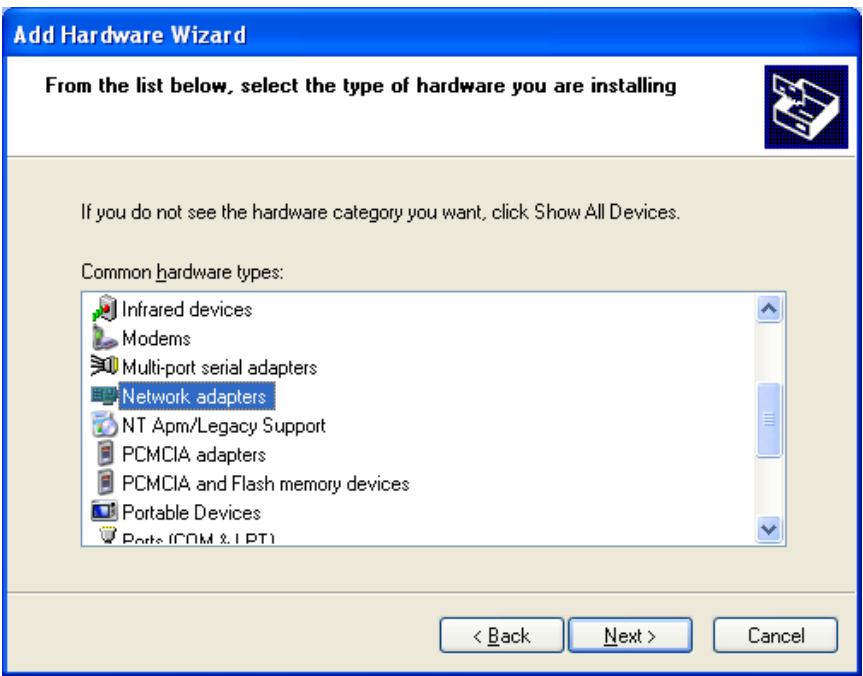 Add Hardware Wizard
From the list below, select the type of hardware you are installing
If you do not see the hardware category you want, click Show All Devices.
Common hardware types:
Infrared devices
Modems
Multi-port serial adapters
Network adapters
NT Apm/Legacy Support
PCMCIA adapters
PCMCIA and Flash memory devices
Portable Devices
Ports (COM & LPT)
< Back Next > Cancel